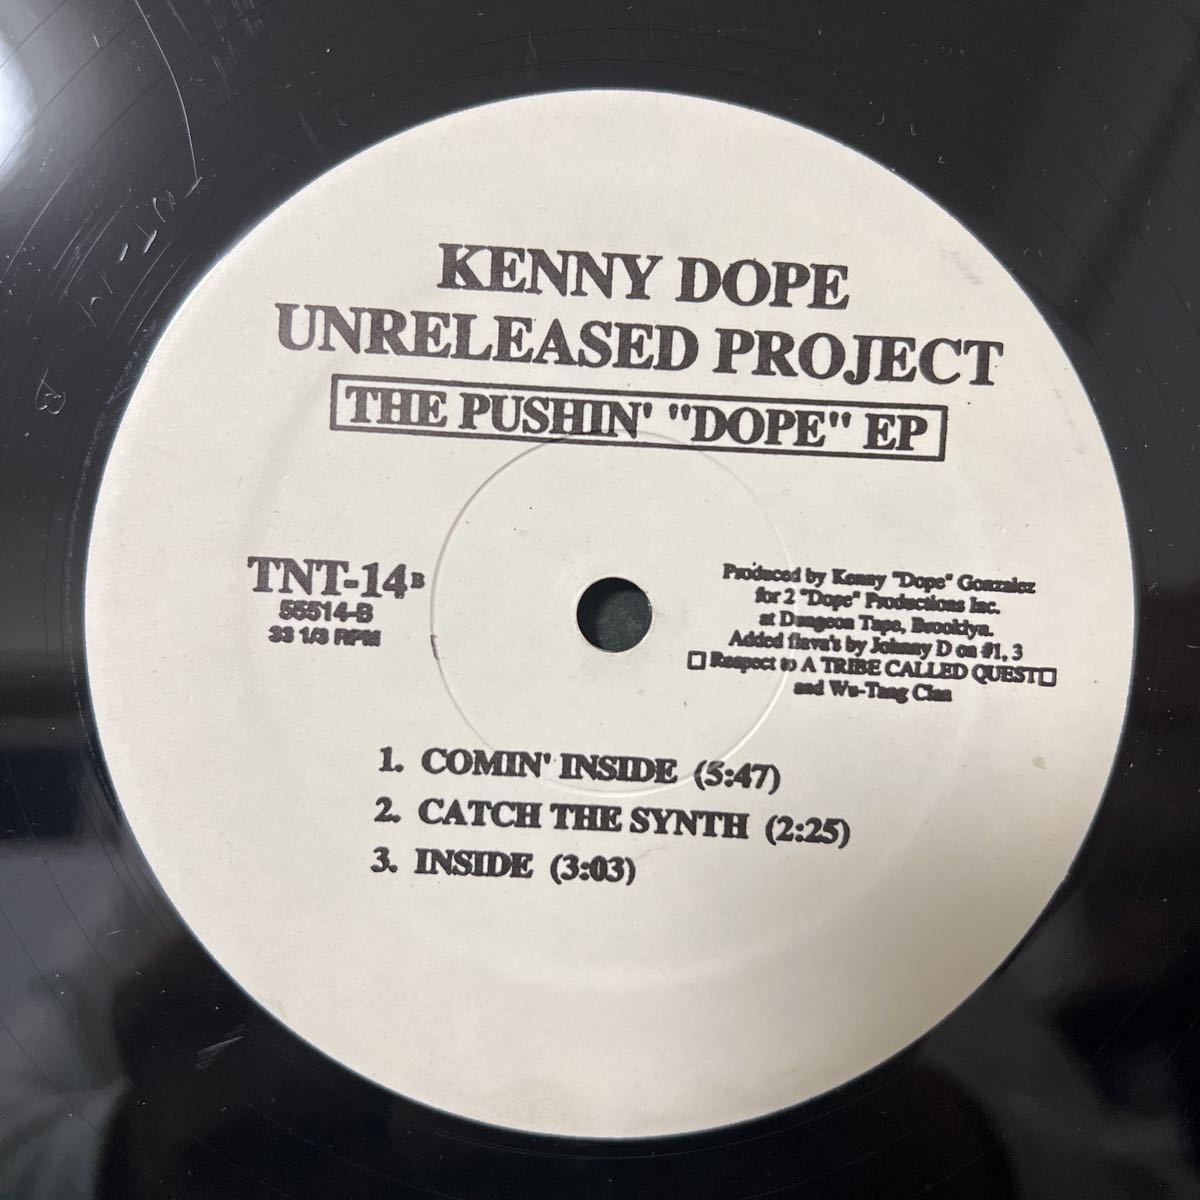 KENNY DOPE
UNRELEASED PROJECT
THE PUSHIN' "DOPE" EP
TNT-14B
55514-B
33 1/3 RPM
Produced by Kenny "Dope" Gonzalez
for 2 "Dope" Productions Inc.
at Dungeon Tape, Brooklyn.
Added flava's by Johnny D on #1, 3
□ Respect to A TRIBE CALLED QUEST □
and Wu-Tang Clan
1. COMIN' INSIDE (5:47)
2. CATCH THE SYNTH (2:25)
3. INSIDE (3:03)